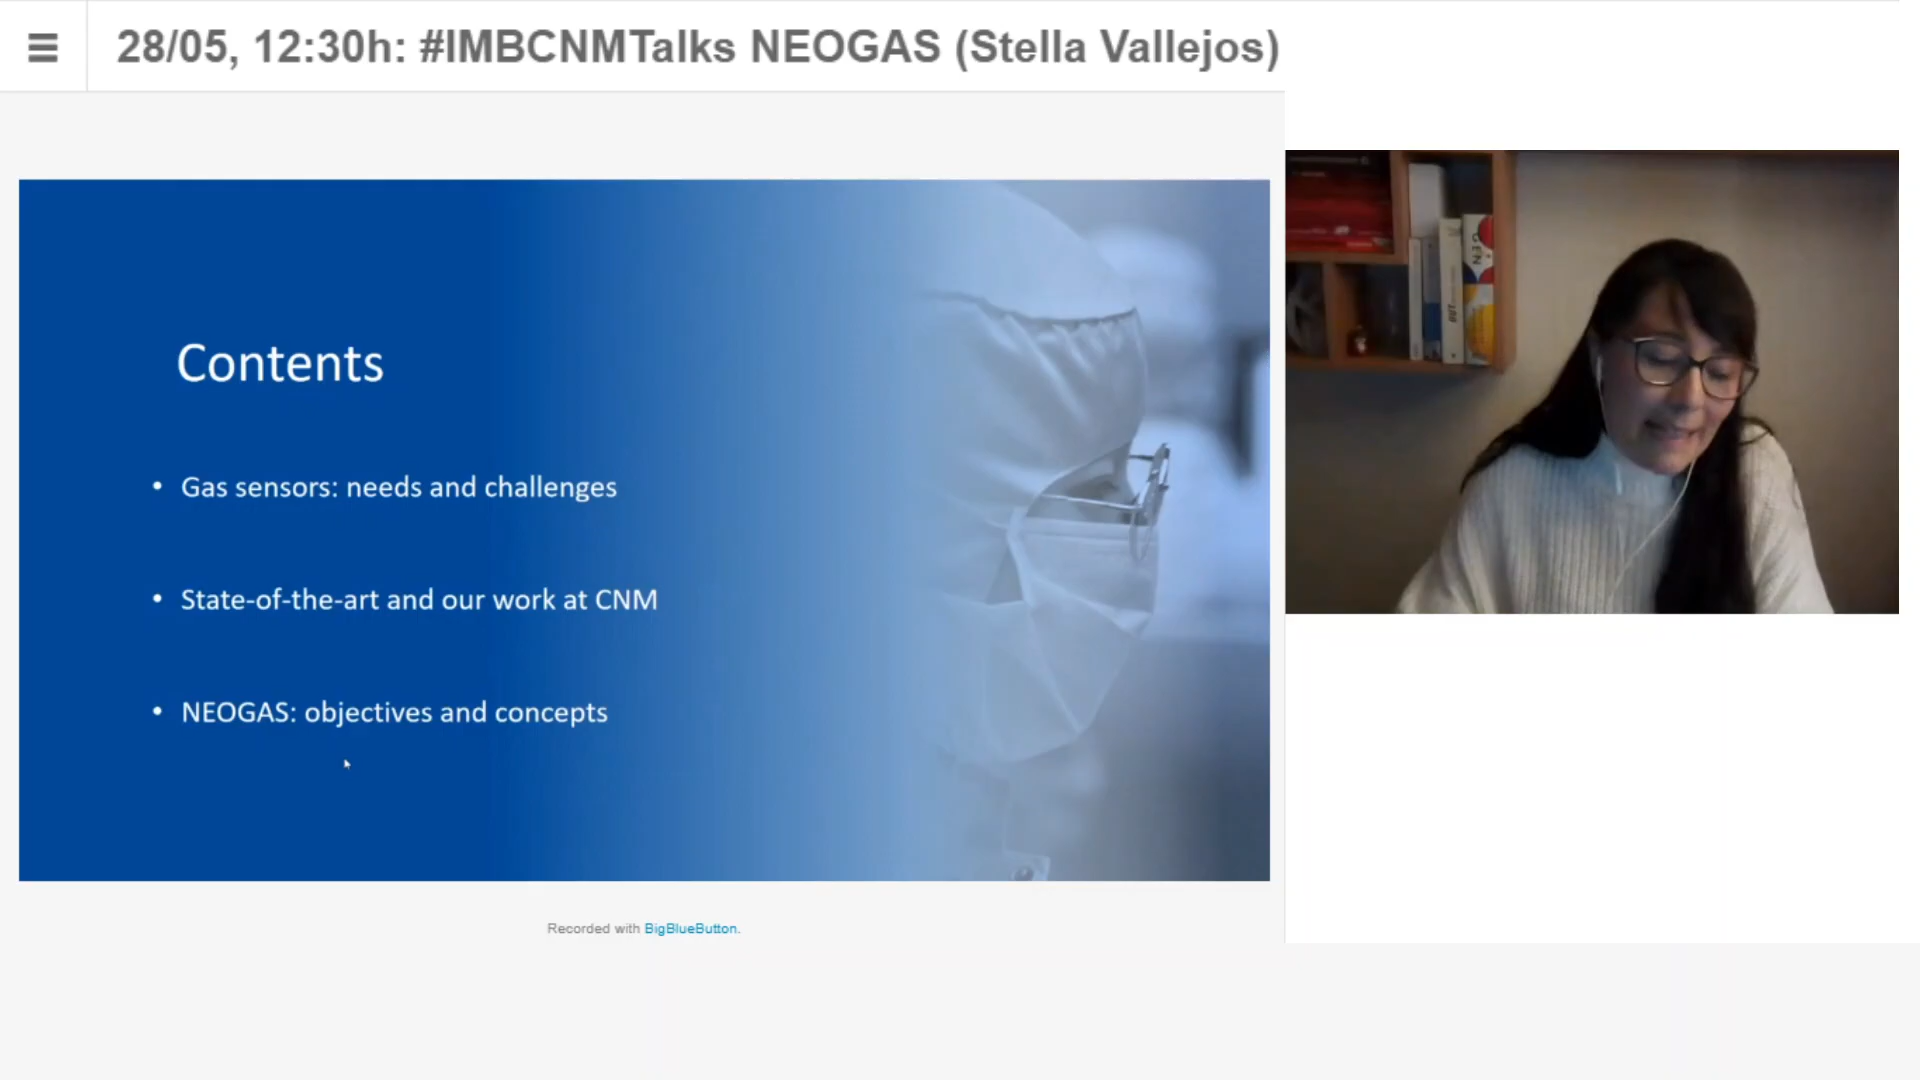 28/05, 12:30h: #IMBCNMTalks NEOGAS (Stella Vallejos)
Contents
• Gas sensors: needs and challenges
• State-of-the-art and our work at CNM
• NEOGAS: objectives and concepts
Recorded with BigBlueButton.